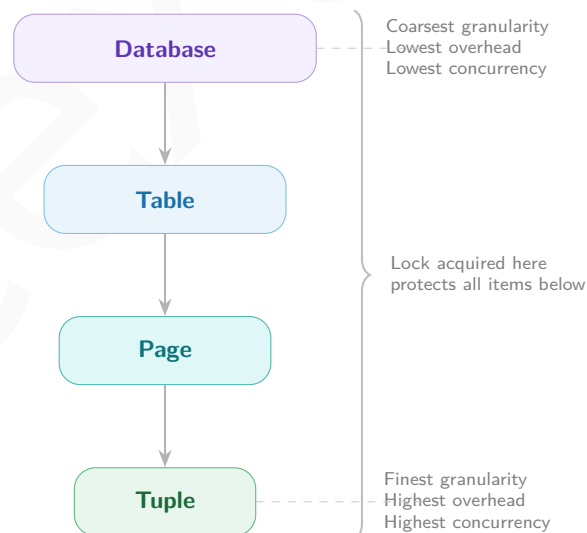 Database
Coarsest granularity
Lowest overhead
Lowest concurrency
Table
Lock acquired here
protects all items below
Page
Tuple
Finest granularity
Highest overhead
Highest concurrency